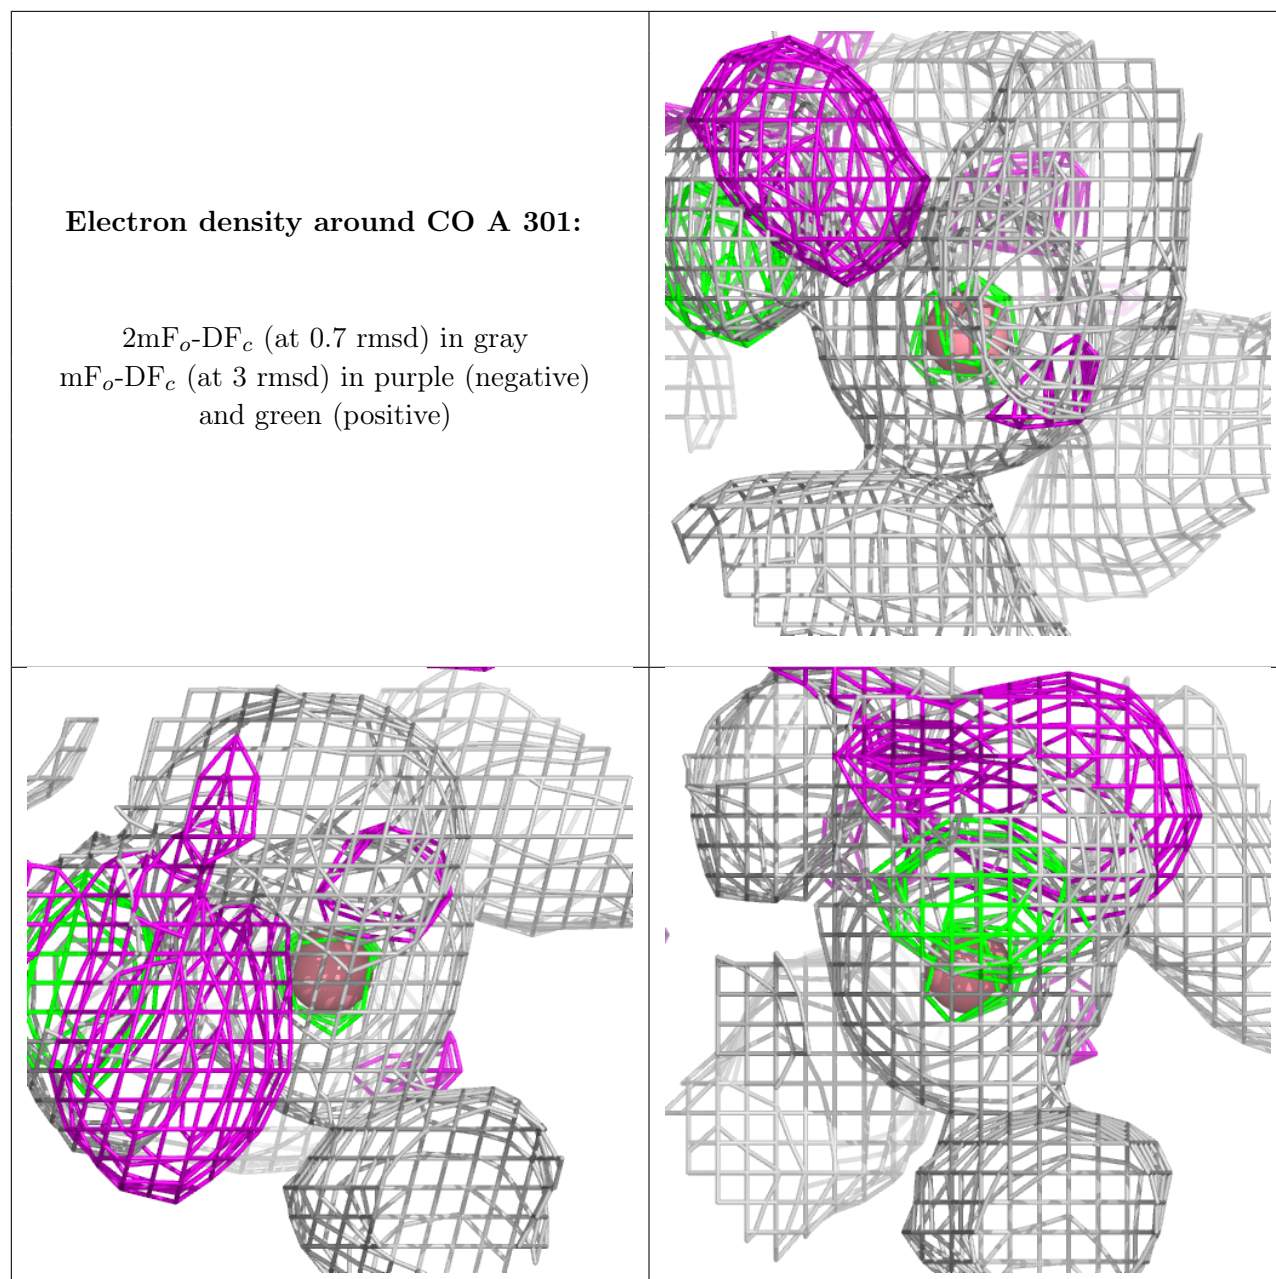 Electron density around CO A 301:
2mFo-DFc (at 0.7 rmsd) in gray
mFo-DFc (at 3 rmsd) in purple (negative)
and green (positive)